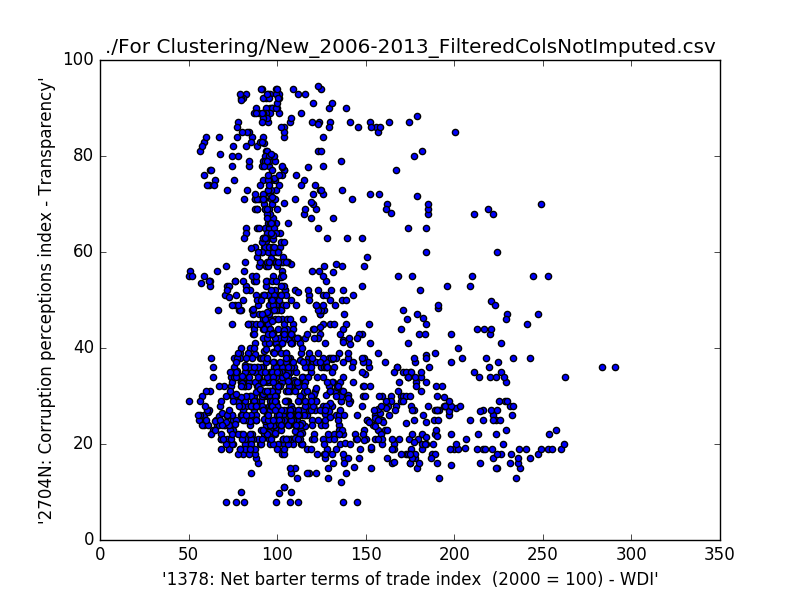 ./For Clustering/New_2006-2013_FilteredColsNotImputed.csv
'2704N: Corruption perceptions index - Transparency'
100
80
60
40
20
0
0 50 100 150 200 250 300 350
'1378: Net barter terms of trade index  (2000 = 100) - WDI'